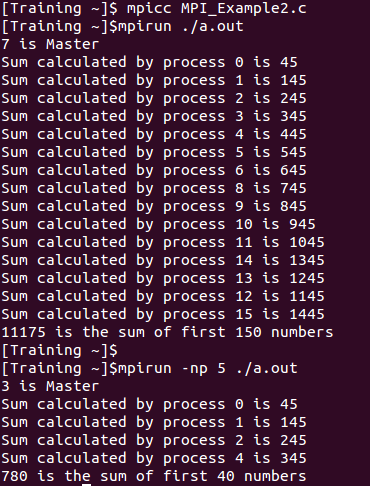 [Training ~]$ mpicc MPI_Example2.c
[Training ~]$mpirun ./a.out
7 is Master
Sum calculated by process 0 is 45
Sum calculated by process 1 is 145
Sum calculated by process 2 is 245
Sum calculated by process 3 is 345
Sum calculated by process 4 is 445
Sum calculated by process 5 is 545
Sum calculated by process 6 is 645
Sum calculated by process 8 is 745
Sum calculated by process 9 is 845
Sum calculated by process 10 is 945
Sum calculated by process 11 is 1045
Sum calculated by process 14 is 1345
Sum calculated by process 13 is 1245
Sum calculated by process 12 is 1145
Sum calculated by process 15 is 1445
11175 is the sum of first 150 numbers
[Training ~]$
[Training ~]$mpirun -np 5 ./a.out
3 is Master
Sum calculated by process 0 is 45
Sum calculated by process 1 is 145
Sum calculated by process 2 is 245
Sum calculated by process 4 is 345
780 is the sum of first 40 numbers